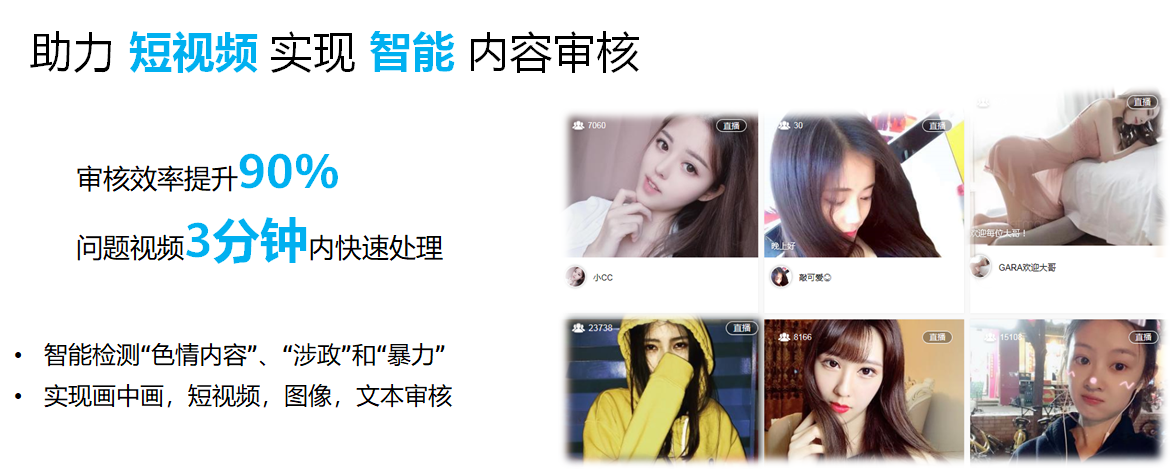 助力 短视频 实现 智能 内容审核
审核效率提升90%
问题视频3分钟内快速处理
• 智能检测“色情内容”、“涉政”和“暴力”
• 实现画中画，短视频，图像，文本审核
7060 直播
小CC
30 直播
晚上好
敲可爱☺
直播
欢迎每位大哥！
GARA欢迎大哥
23738 直播
8166 直播
15108 直播